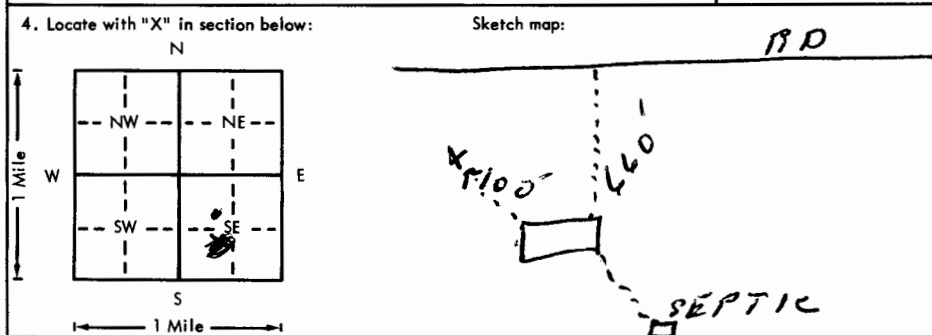 4. Locate with "X" in section below:
Sketch map:
N
RD
NW
NE
1 Mile
W
E
X
100
440'
SW
SE
S
SEPTIC
1 Mile